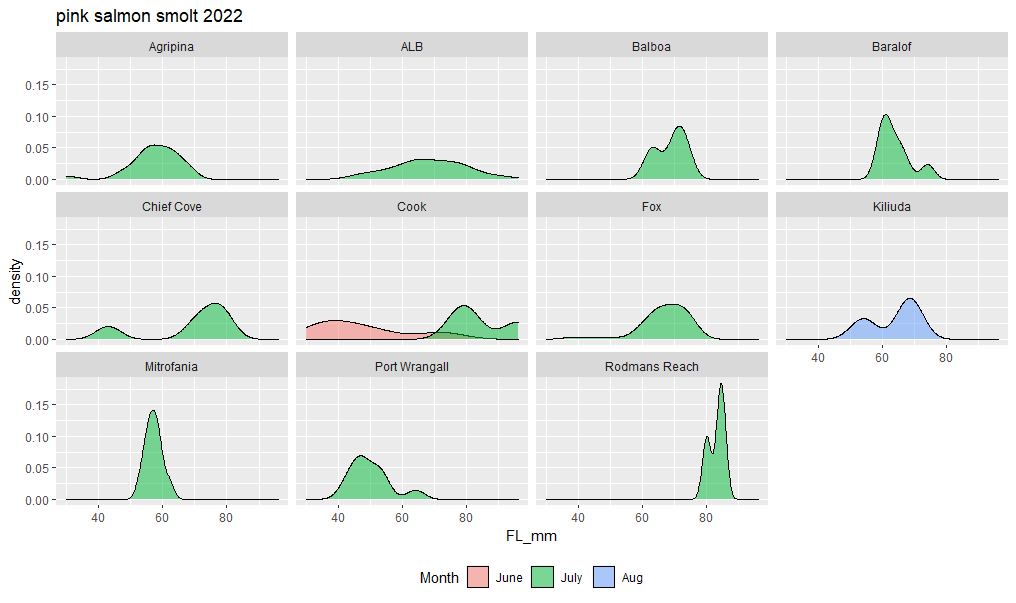 pink salmon smolt 2022
Agripina ALB Balboa Baralof
0.15
0.10
0.05
0.00
Chief Cove Cook Fox Kiliuda
0.15
0.10
0.05
0.00
40 60 80
Mitrofania Port Wrangall Rodmans Reach
0.15
0.10
0.05
0.00
40 60 80 40 60 80 40 60 80
density
FL_mm
Month June July Aug